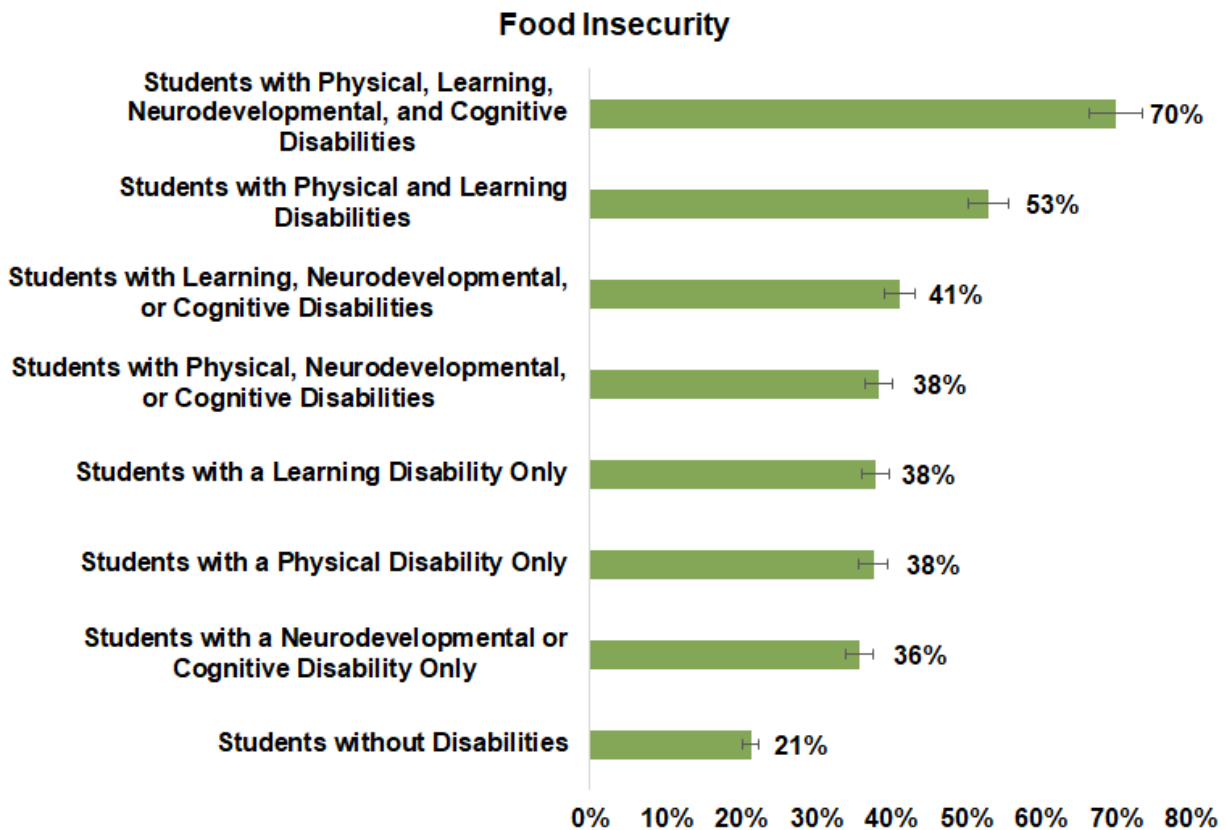 Food Insecurity
Students with Physical, Learning,
Neurodevelopmental, and Cognitive
Disabilities
70%
Students with Physical and Learning
Disabilities
53%
Students with Learning, Neurodevelopmental,
or Cognitive Disabilities
41%
Students with Physical, Neurodevelopmental,
or Cognitive Disabilities
38%
Students with a Learning Disability Only
38%
Students with a Physical Disability Only
38%
Students with a Neurodevelopmental or
Cognitive Disability Only
36%
Students without Disabilities
21%
0% 10% 20% 30% 40% 50% 60% 70% 80%